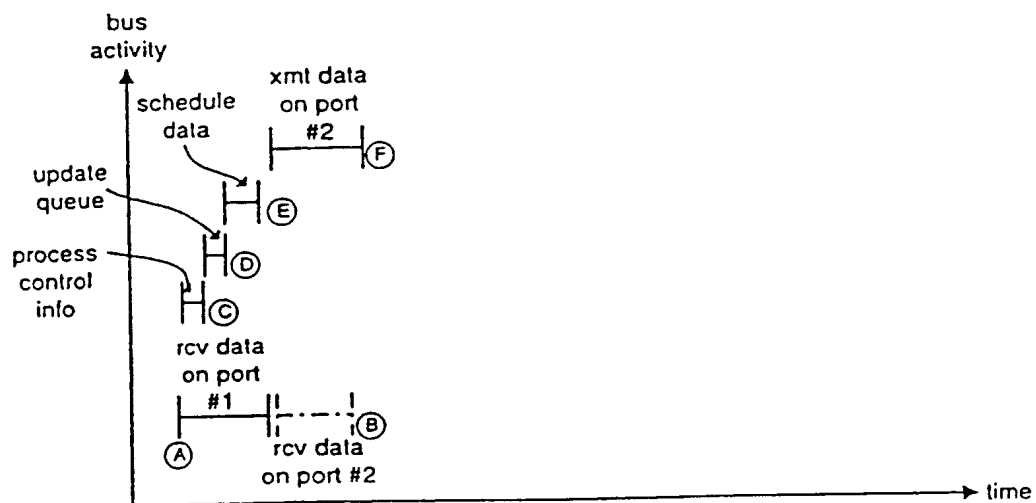 bus
activity
xmt data
on port
#2
F
schedule
data
E
update
queue
D
process
control
info
C
rcv data
on port
#1
A
B
rcv data
on port #2
time